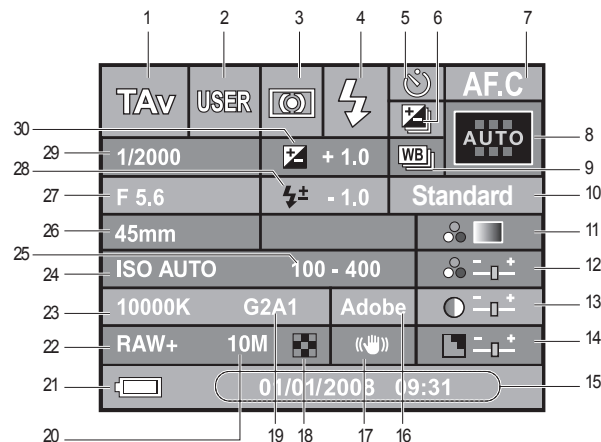 1 2 3 4 5 6 7
TAv USER AF.C
AUTO 8
30
29 1/2000 + 1.0 WB 9
28
27 F 5.6 ± - 1.0 Standard 10
26 45mm 11
25
24 ISO AUTO 100 - 400 - + 12
23 10000K G2A1 Adobe - + 13
22 RAW+ 10M - + 14
21 01/01/2008 09:31 15
20 19 18 17 16